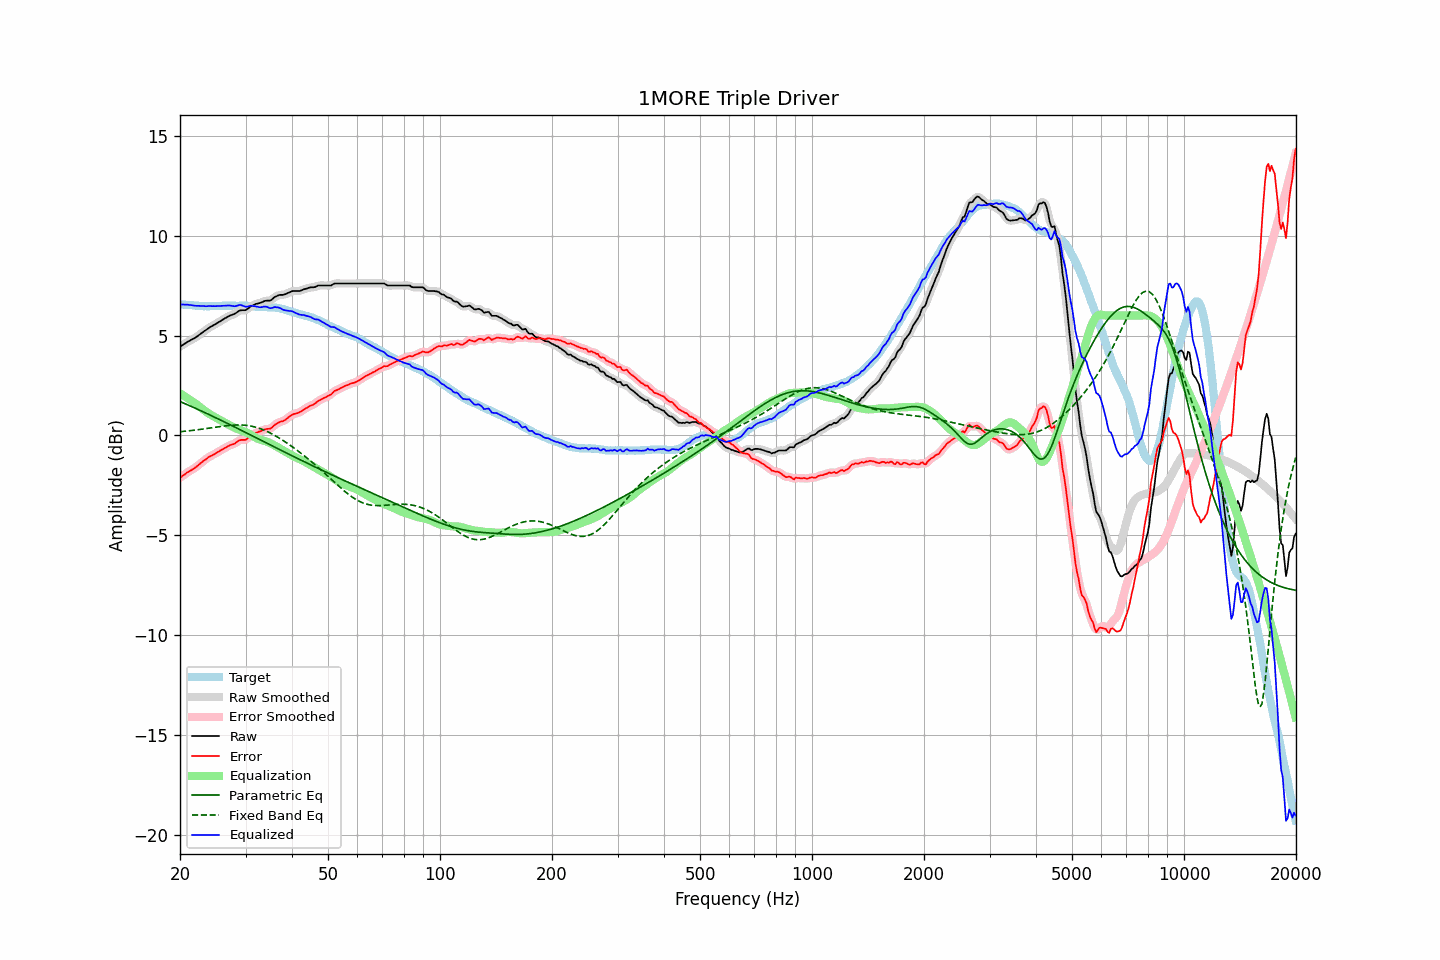 1MORE Triple Driver
Amplitude (dBr)
15
10
5
0
−5
−10
−15
−20
Target
Raw Smoothed
Error Smoothed
Raw
Error
Equalization
Parametric Eq
Fixed Band Eq
Equalized
20 50 100 200 500 1000 2000 5000 10000 20000
Frequency (Hz)